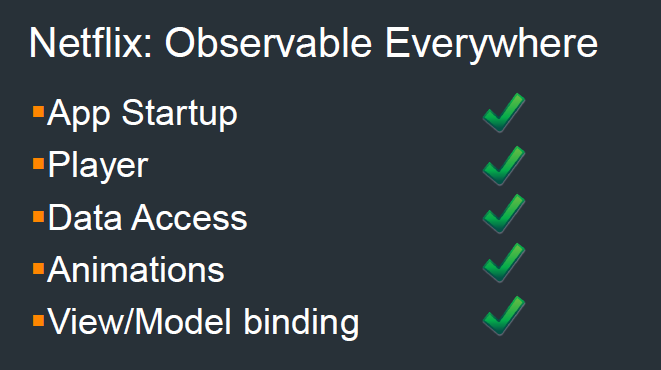 Netflix: Observable Everywhere
App Startup
Player
Data Access
Animations
View/Model binding